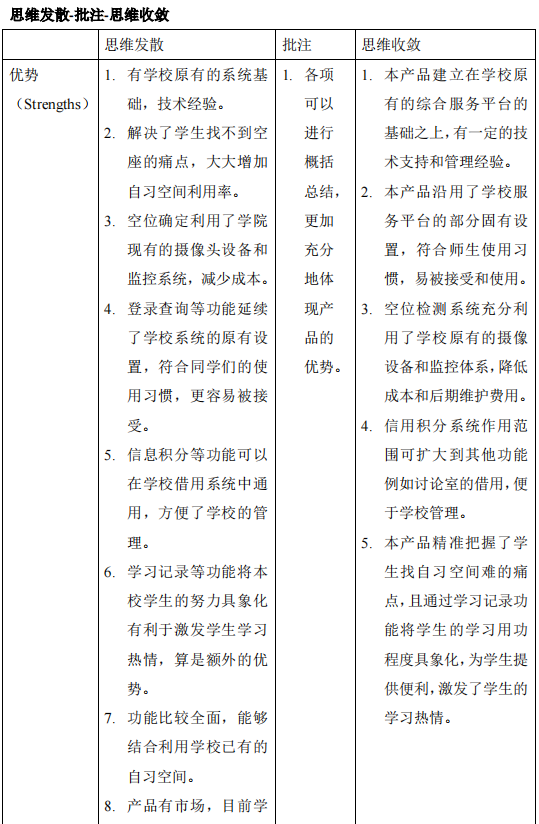 思维发散-批注-思维收敛
思维发散
批注
思维收敛
优势
（Strengths）
1. 有学校原有的系统基
础，技术经验。
2. 解决了学生找不到空
座的痛点，大大增加
自习空间利用率。
3. 空位确定利用了学院
现有的摄像头设备和
监控系统，减少成本。
4. 登录查询等功能延续
了学校系统的原有设
置，符合同学们的使
用习惯，更容易被接
受。
5. 信息积分等功能可以
在学校借用系统中通
用，方便了学校的管
理。
6. 学习记录等功能将本
校学生的努力具象化
有利于激发学生学习
热情，算是额外的优
势。
7. 功能比较全面，能够
结合利用学校已有的
自习空间。
8. 产品有市场，目前学
1. 各项
可以
进行
概括
总结，
更加
充分
地体
现产
品的
优势。
1. 本产品建立在学校原
有的综合服务平台的
基础之上，有一定的技
术支持和管理经验。
2. 本产品沿用了学校服
务平台的部分固有设
置，符合师生使用习
惯，易被接受和使用。
3. 空位检测系统充分利
用了学校原有的摄像
设备和监控体系，降低
成本和后期维护费用。
4. 信用积分系统作用范
围可扩大到其他功能
例如讨论室的借用，便
于学校管理。
5. 本产品精准把握了学
生找自习空间难的痛
点，且通过学习记录功
能将学生的学习用功
程度具象化，为学生提
供便利，激发了学生的
学习热情。